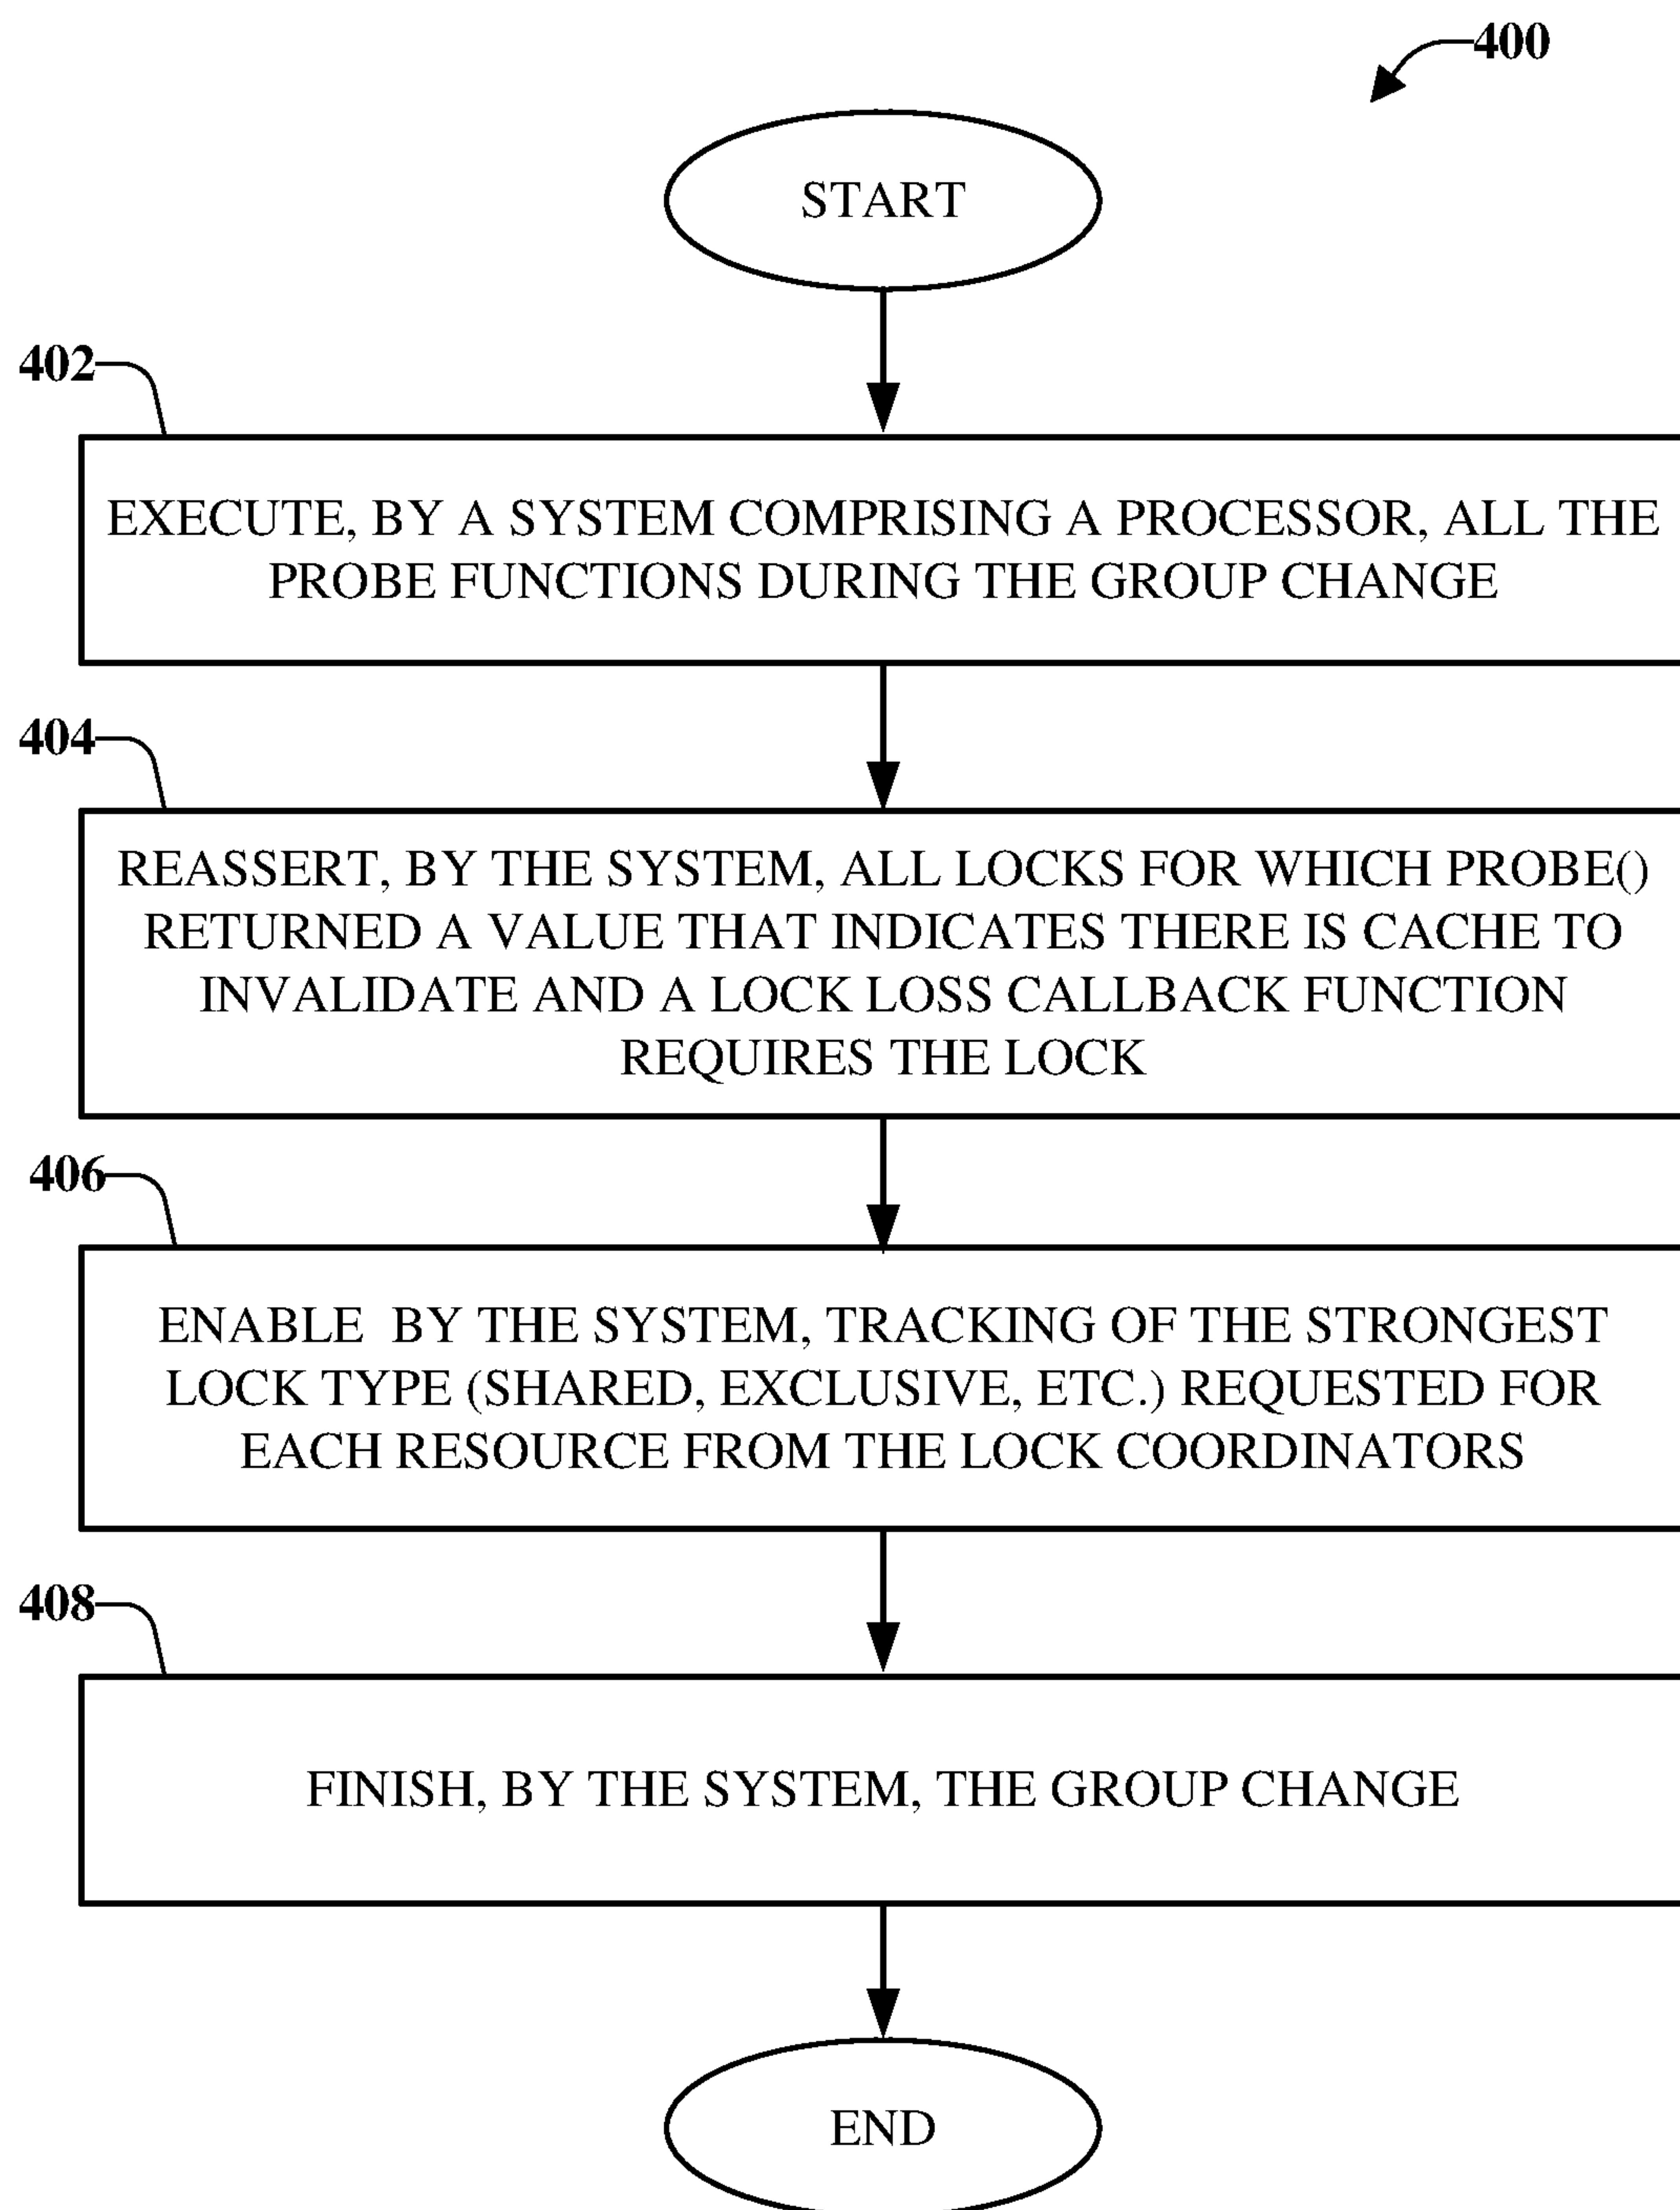 400
START
402
EXECUTE, BY A SYSTEM COMPRISING A PROCESSOR, ALL THE
PROBE FUNCTIONS DURING THE GROUP CHANGE
404
REASSERT, BY THE SYSTEM, ALL LOCKS FOR WHICH PROBE()
RETURNED A VALUE THAT INDICATES THERE IS CACHE TO
INVALIDATE AND A LOCK LOSS CALLBACK FUNCTION
REQUIRES THE LOCK
406
ENABLE BY THE SYSTEM, TRACKING OF THE STRONGEST
LOCK TYPE (SHARED, EXCLUSIVE, ETC.) REQUESTED FOR
EACH RESOURCE FROM THE LOCK COORDINATORS
408
FINISH, BY THE SYSTEM, THE GROUP CHANGE
END